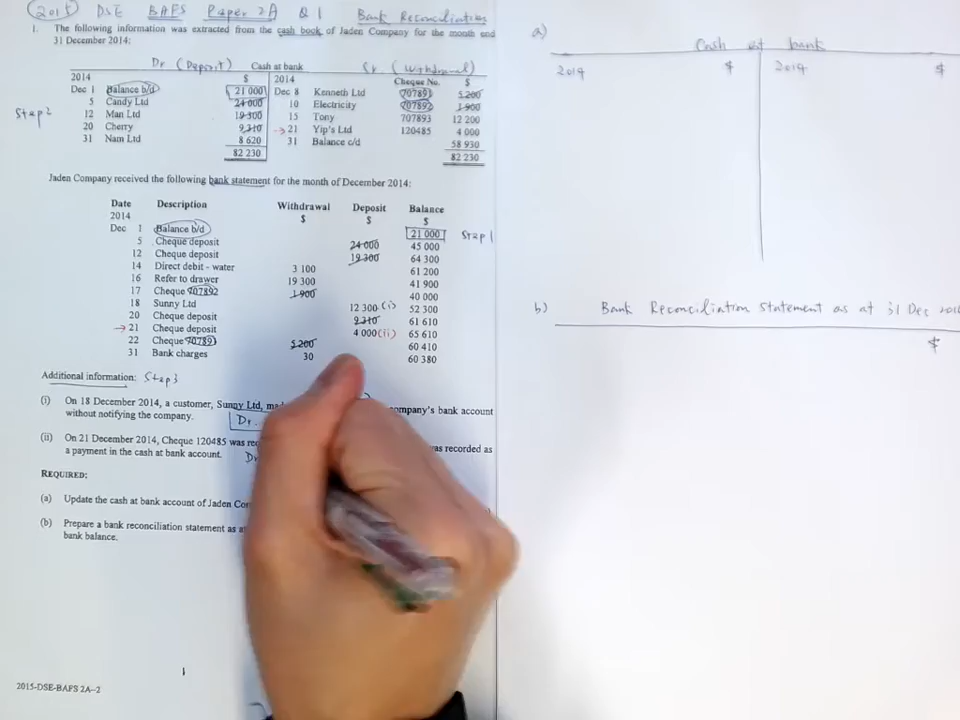 2015 DSE BAFS Paper 2A Q1 Bank Reconciliation
1. The following information was extracted from the cash book of Jaden Company for the month end
31 December 2014:
Dr (Deposit) Cash at bank Cr (Withdrawal)
2014 $ 2014 Cheque No. $
Dec 1 Balance b/d 21 000 Dec 8 Kenneth Ltd 707891 5 200
5 Candy Ltd 24 000 10 Electricity 707892 1 900
Step2 12 Man Ltd 19 300 15 Tony 707893 12 200
20 Cherry 9 310 → 21 Yip's Ltd 120485 4 000
31 Nam Ltd 8 620 31 Balance c/d 58 930
82 230 82 230
Jaden Company received the following bank statement for the month of December 2014:
Date Description Withdrawal Deposit Balance
2014 $ $ $
Dec 1 Balance b/d 21 000 Step 1
5 Cheque deposit 24 000 45 000
12 Cheque deposit 19 300 64 300
14 Direct debit - water 3 100 61 200
16 Refer to drawer 19 300 41 900
17 Cheque 707892 1 900 40 000
18 Sunny Ltd 12 300 (i) 52 300
20 Cheque deposit 9 310 61 610
→ 21 Cheque deposit 4 000 (ii) 65 610
22 Cheque 707891 5 200 60 410
31 Bank charges 30 60 380
Additional information: Step3
(i) On 18 December 2014, a customer, Sunny Ltd, company's bank account
without notifying the company. Dr.
(ii) On 21 December 2014, Cheque 120485 was was recorded as
a payment in the cash at bank account.
REQUIRED:
(a) Update the cash at bank account of Jaden
(b) Prepare a bank reconciliation statement as
bank balance.
1
2015-DSE-BAFS 2A–2
a)
Cash at bank
2014 $ 2014 $
b) Bank Reconciliation Statement as at 31 Dec
$